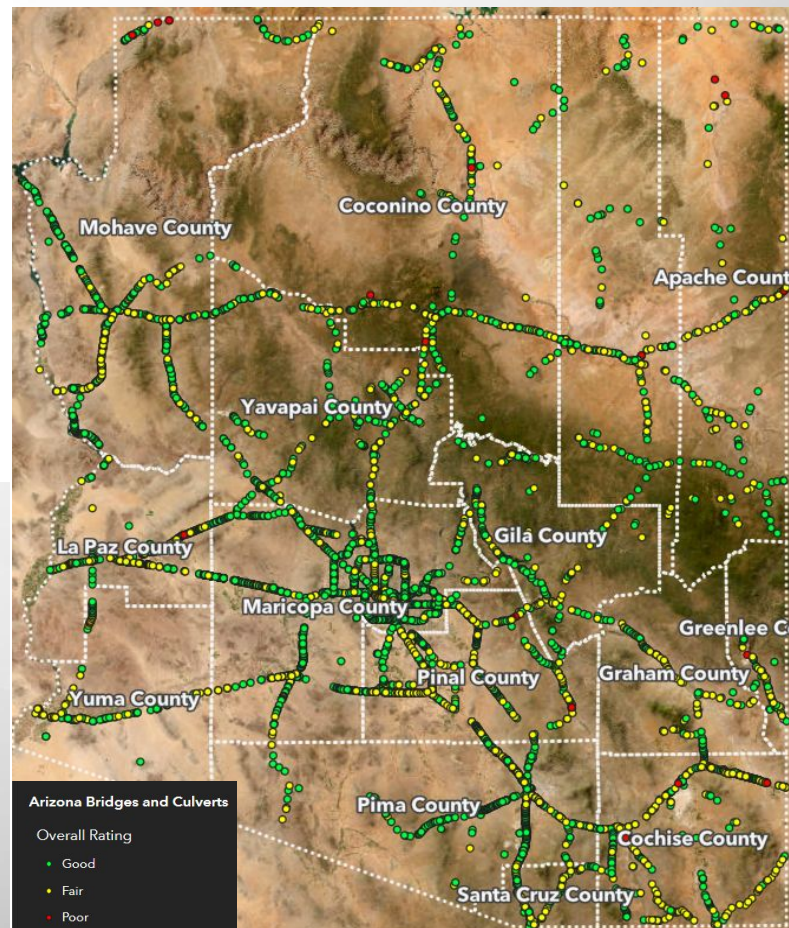 Coconino County
Mohave County
Apache Count
Yavapai County
Gila County
La Paz County
Maricopa County
Greenlee C
Graham County
Pinal County
Yuma County
Pima County
Cochise County
Santa Cruz County
Arizona Bridges and Culverts
Overall Rating
Good
Fair
Poor